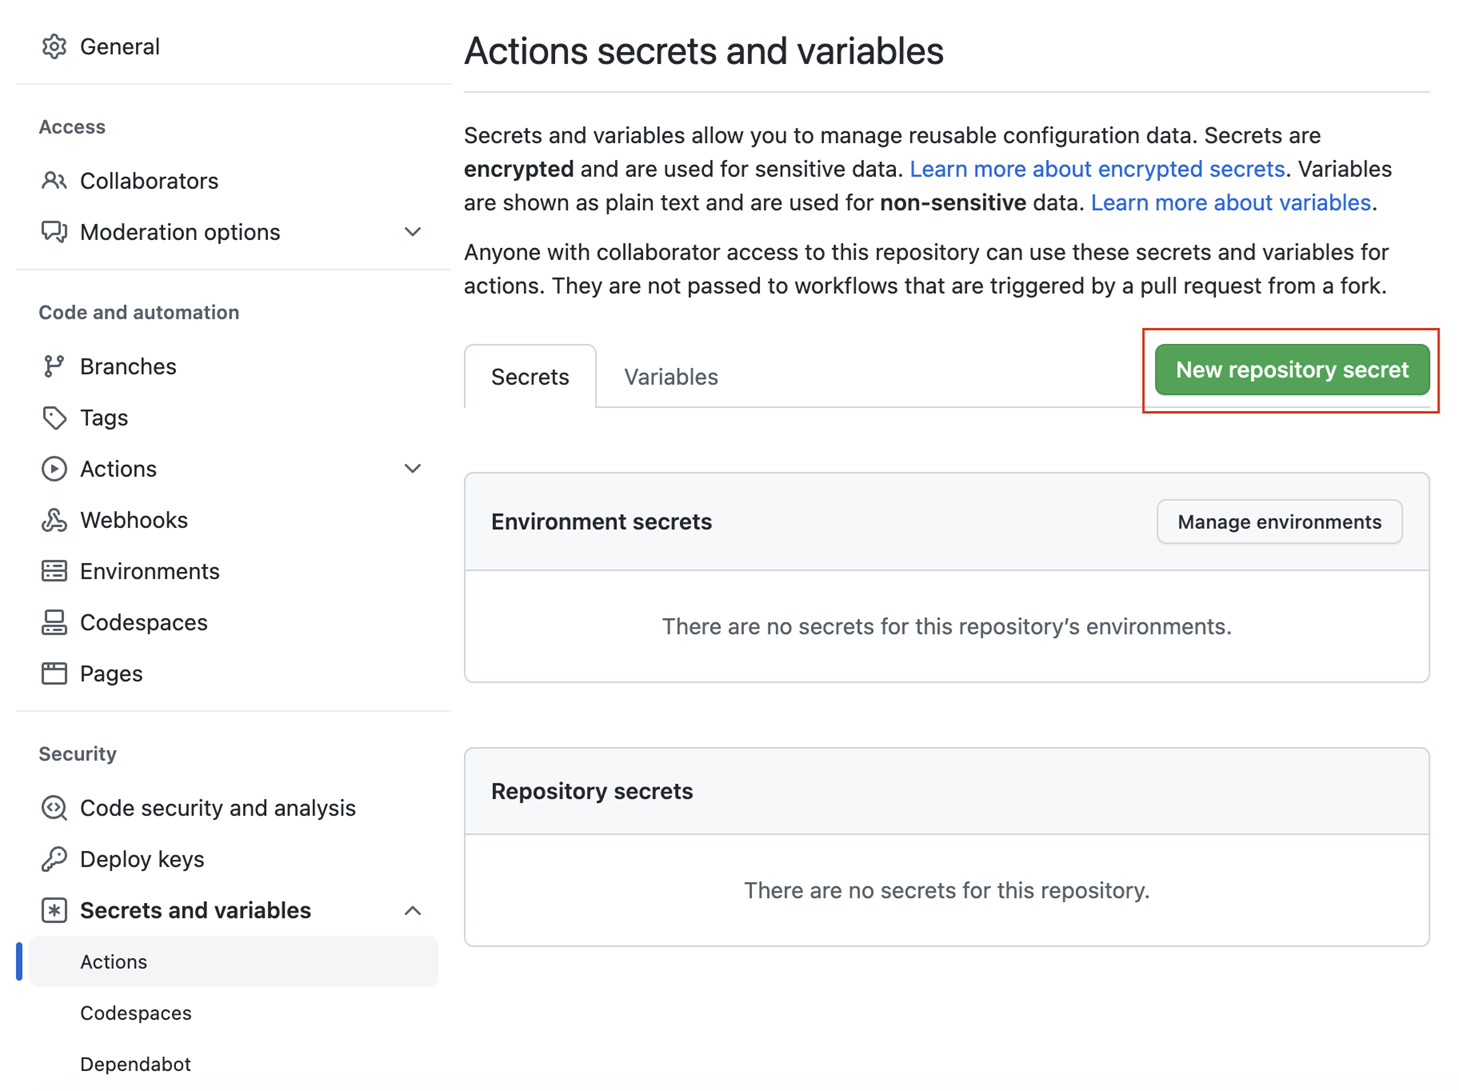 General
Access
Collaborators
Moderation options
Code and automation
Branches
Tags
Actions
Webhooks
Environments
Codespaces
Pages
Security
Code security and analysis
Deploy keys
Secrets and variables
Actions
Codespaces
Dependabot
Actions secrets and variables
Secrets and variables allow you to manage reusable configuration data. Secrets are
encrypted and are used for sensitive data. Learn more about encrypted secrets. Variables
are shown as plain text and are used for non-sensitive data. Learn more about variables.
Anyone with collaborator access to this repository can use these secrets and variables for
actions. They are not passed to workflows that are triggered by a pull request from a fork.
Secrets
Variables
New repository secret
Environment secrets
Manage environments
There are no secrets for this repository’s environments.
Repository secrets
There are no secrets for this repository.